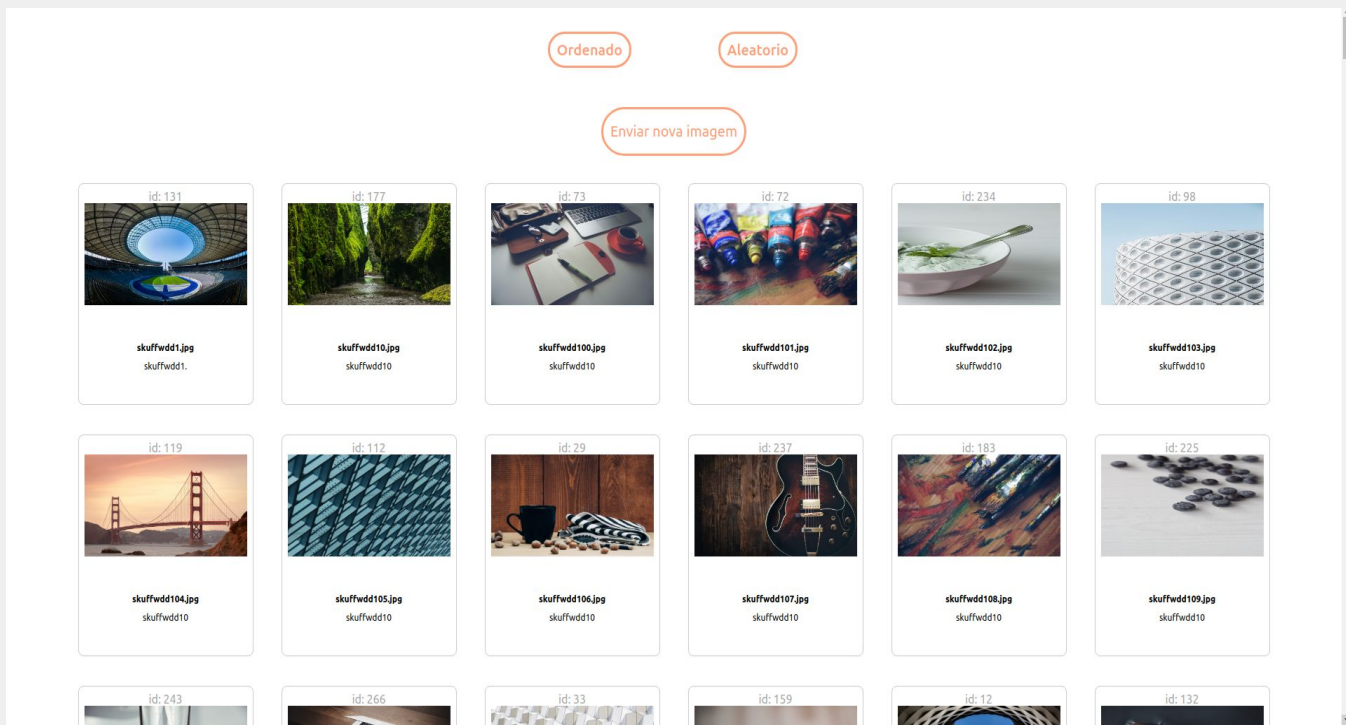 Ordenado Aleatorio
Enviar nova imagem
id: 131 id: 177 id: 73 id: 72 id: 234 id: 98
skuffwdd1.jpg skuffwdd10.jpg skuffwdd100.jpg skuffwdd101.jpg skuffwdd102.jpg skuffwdd103.jpg
skuffwdd1. skuffwdd10 skuffwdd10 skuffwdd10 skuffwdd10 skuffwdd10
id: 119 id: 112 id: 29 id: 237 id: 183 id: 225
skuffwdd104.jpg skuffwdd105.jpg skuffwdd106.jpg skuffwdd107.jpg skuffwdd108.jpg skuffwdd109.jpg
skuffwdd10 skuffwdd10 skuffwdd10 skuffwdd10 skuffwdd10 skuffwdd10
id: 243 id: 266 id: 33 id: 159 id: 12 id: 132